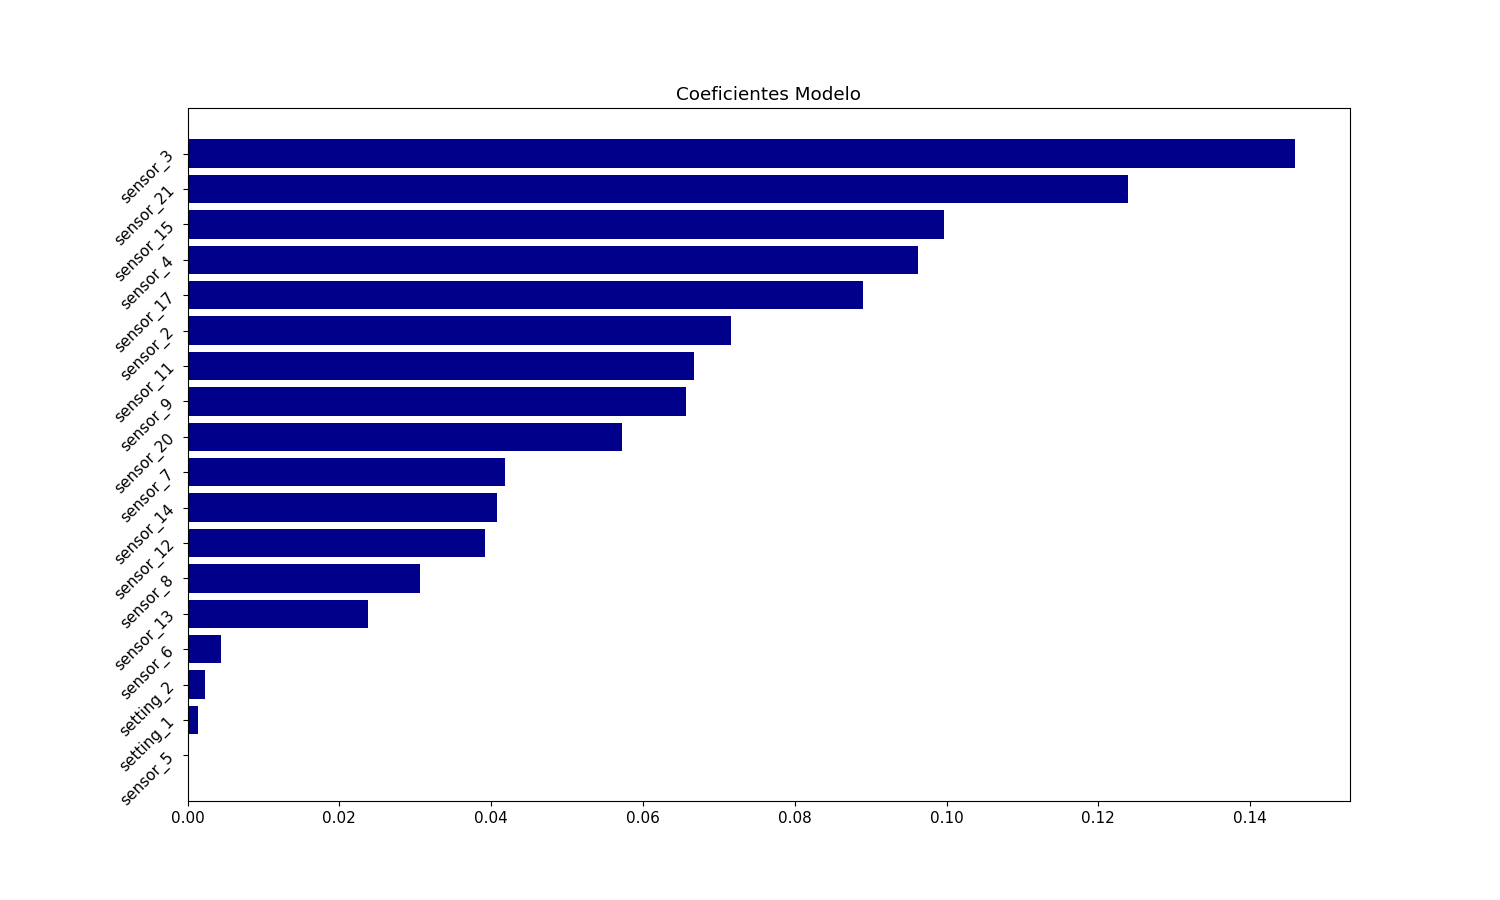 Coeficientes Modelo
sensor_3
sensor_21
sensor_15
sensor_4
sensor_17
sensor_2
sensor_11
sensor_9
sensor_20
sensor_7
sensor_14
sensor_12
sensor_8
sensor_13
sensor_6
setting_2
setting_1
sensor_5
0.00 0.02 0.04 0.06 0.08 0.10 0.12 0.14